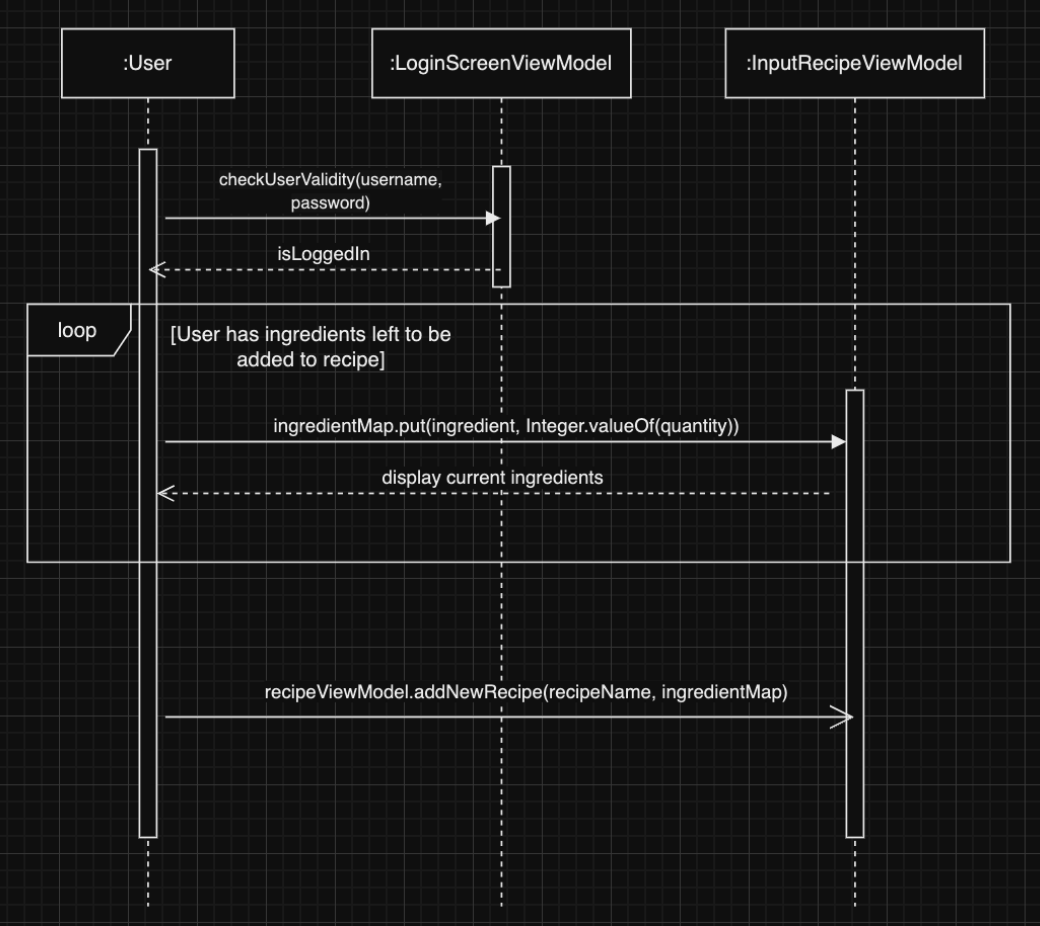 :User
:LoginScreenViewModel
:InputRecipeViewModel
checkUserValidity(username,
password)
isLoggedIn
loop
[User has ingredients left to be
added to recipe]
ingredientMap.put(ingredient, Integer.valueOf(quantity))
display current ingredients
recipeViewModel.addNewRecipe(recipeName, ingredientMap)